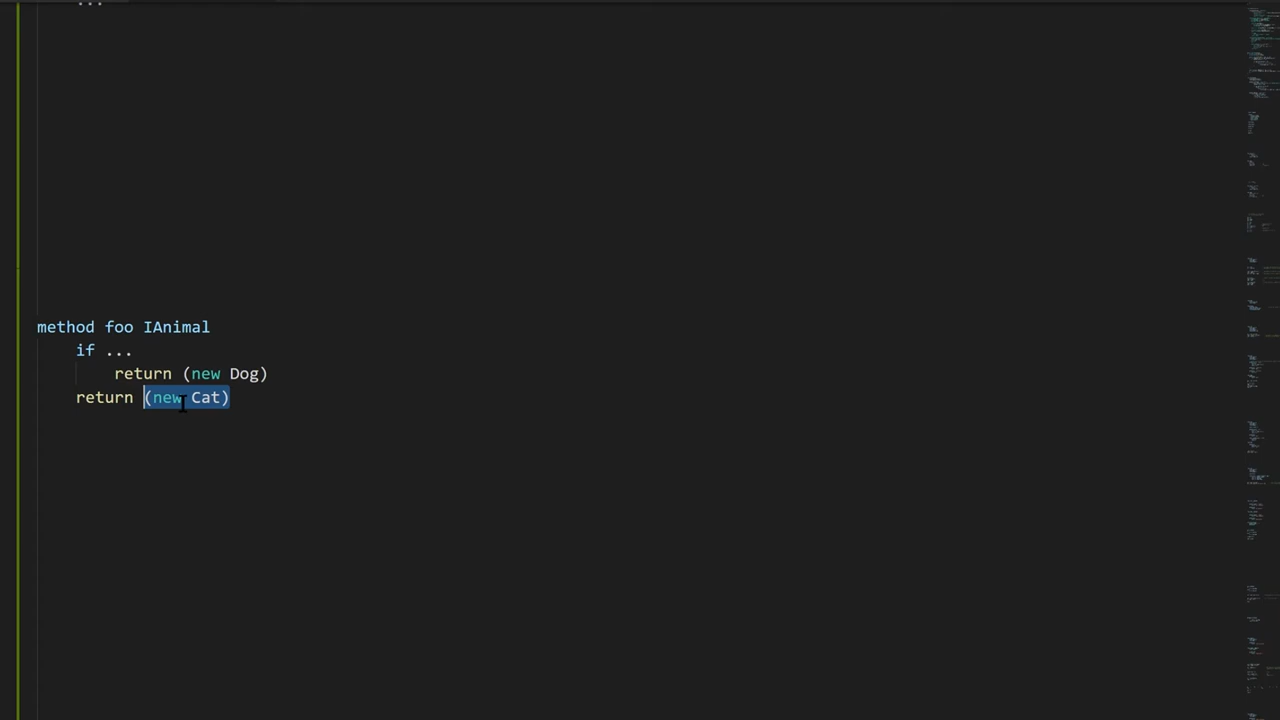 ...
method foo IAnimal
if ...
return (new Dog)
return (new Cat)